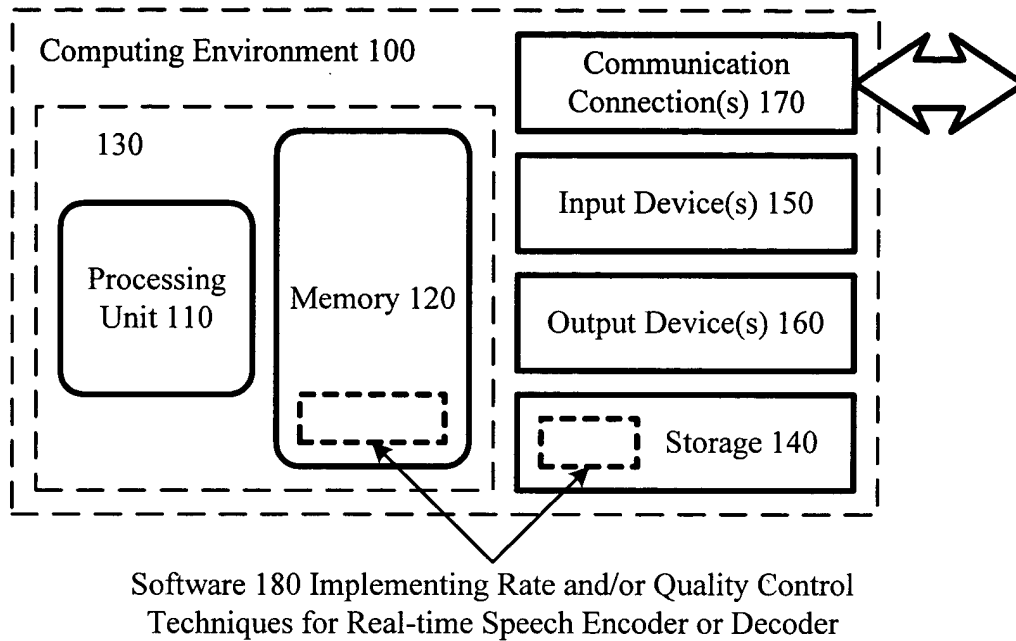 Computing Environment 100
130
Processing
Unit 110
Memory 120
Communication
Connection(s) 170
Input Device(s) 150
Output Device(s) 160
Storage 140
Software 180 Implementing Rate and/or Quality Control
Techniques for Real-time Speech Encoder or Decoder